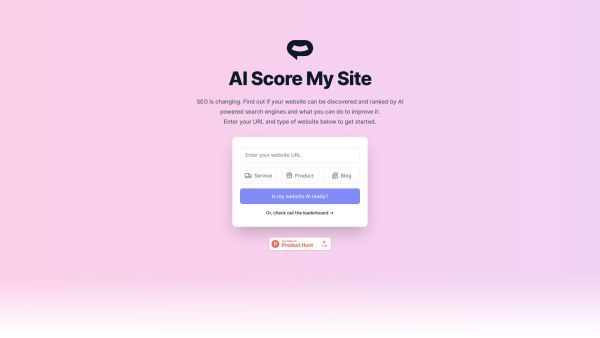 AI Score My Site
SEO is changing. Find out if your website can be discovered and ranked by AI
powered search engines and what you can do to improve it.
Enter your URL and type of website below to get started.
Enter your website URL
Service
Product
Blog
Is my website AI ready?
Or, check out the leaderboard →
Product Hunt